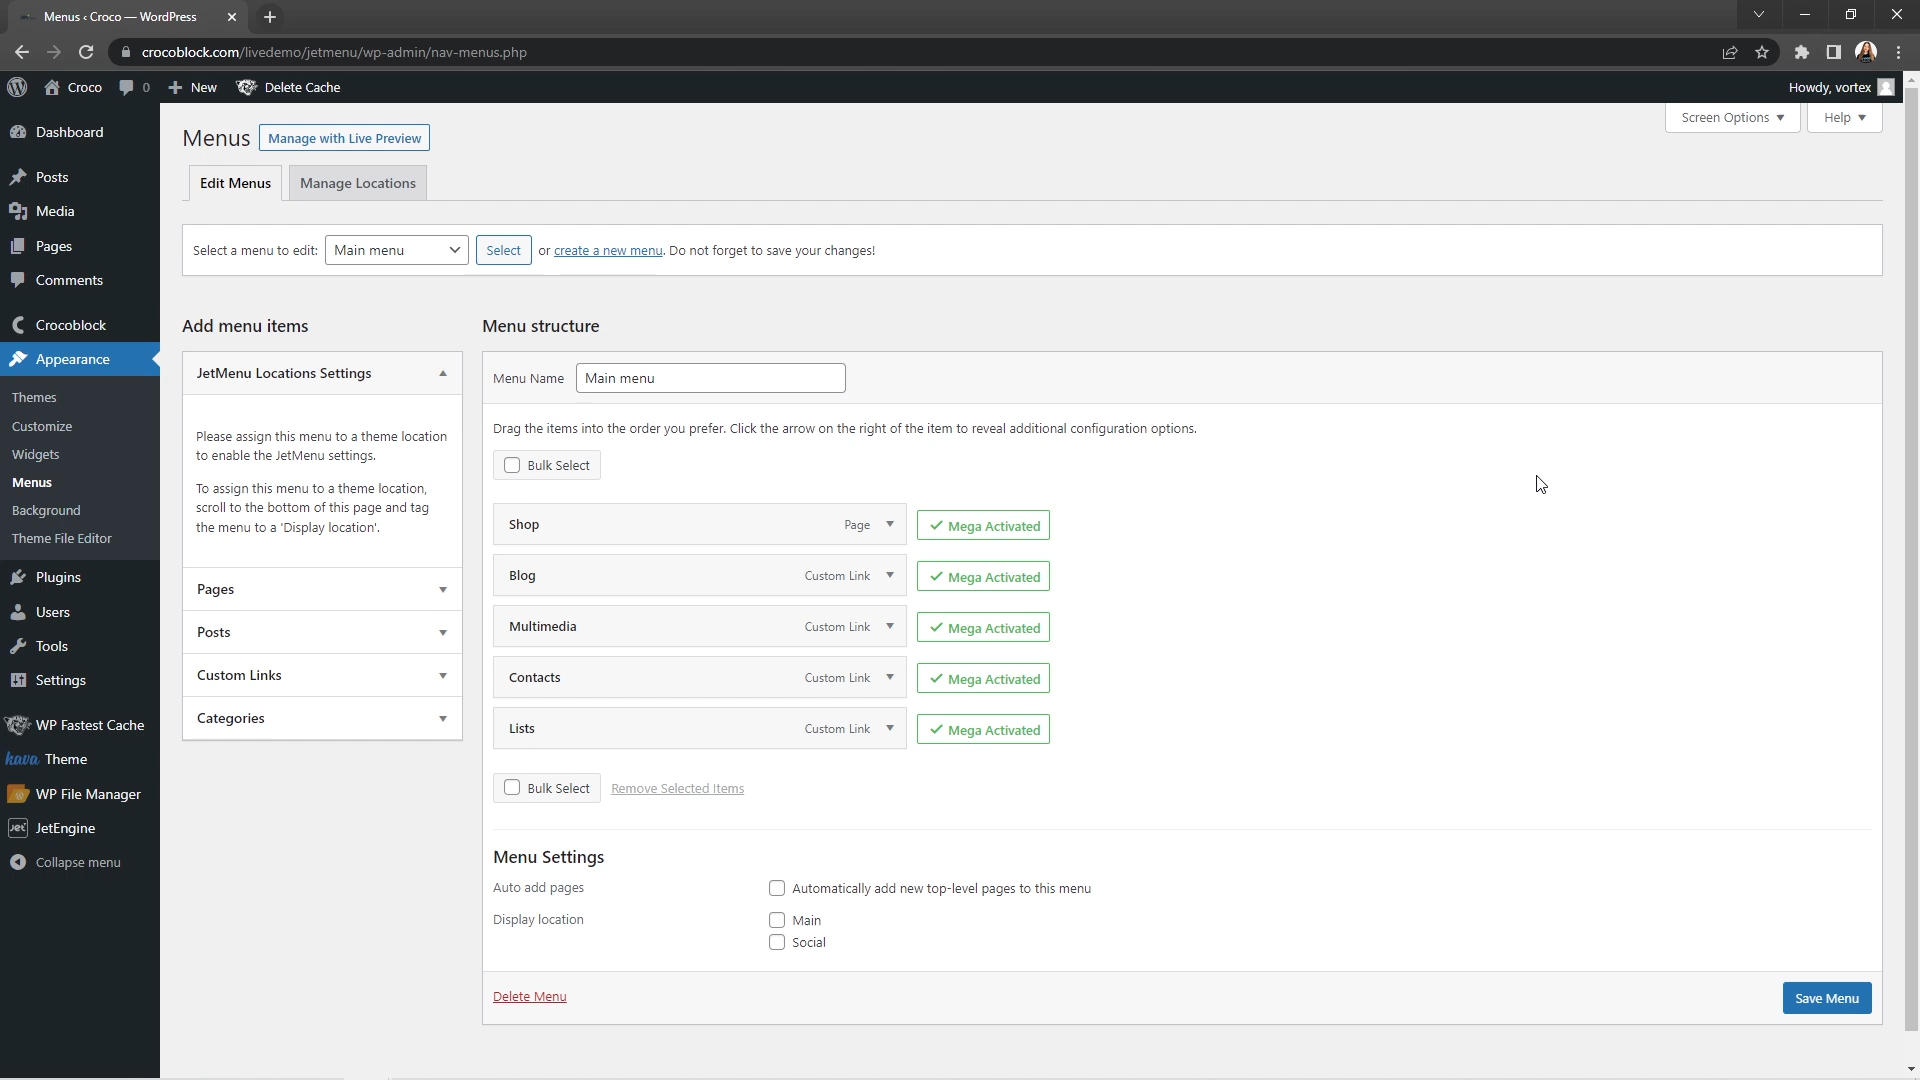 Menus ‹ Croco — WordPress
crocoblock.com/livedemo/jetmenu/wp-admin/nav-menus.php
Croco
0
New
Delete Cache
Howdy, vortex
Dashboard
Posts
Media
Pages
Comments
Crocoblock
Appearance
Themes
Customize
Widgets
Menus
Background
Theme File Editor
Plugins
Users
Tools
Settings
WP Fastest Cache
hava Theme
WP File Manager
Jet JetEngine
Collapse menu
Screen Options
Help
Menus
Manage with Live Preview
Edit Menus
Manage Locations
Select a menu to edit: Main menu Select or create a new menu. Do not forget to save your changes!
Add menu items
JetMenu Locations Settings
Please assign this menu to a theme location
to enable the JetMenu settings.
To assign this menu to a theme location,
scroll to the bottom of this page and tag
the menu to a 'Display location'.
Pages
Posts
Custom Links
Categories
Menu structure
Menu Name Main menu
Drag the items into the order you prefer. Click the arrow on the right of the item to reveal additional configuration options.
Bulk Select
Shop Page Mega Activated
Blog Custom Link Mega Activated
Multimedia Custom Link Mega Activated
Contacts Custom Link Mega Activated
Lists Custom Link Mega Activated
Bulk Select Remove Selected Items
Menu Settings
Auto add pages Automatically add new top-level pages to this menu
Display location Main
Social
Delete Menu Save Menu